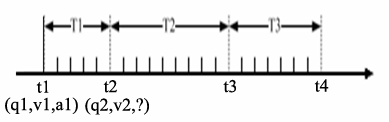 T1 T2 T3
t1 t2 t3 t4
(q1,v1,a1) (q2,v2,?)